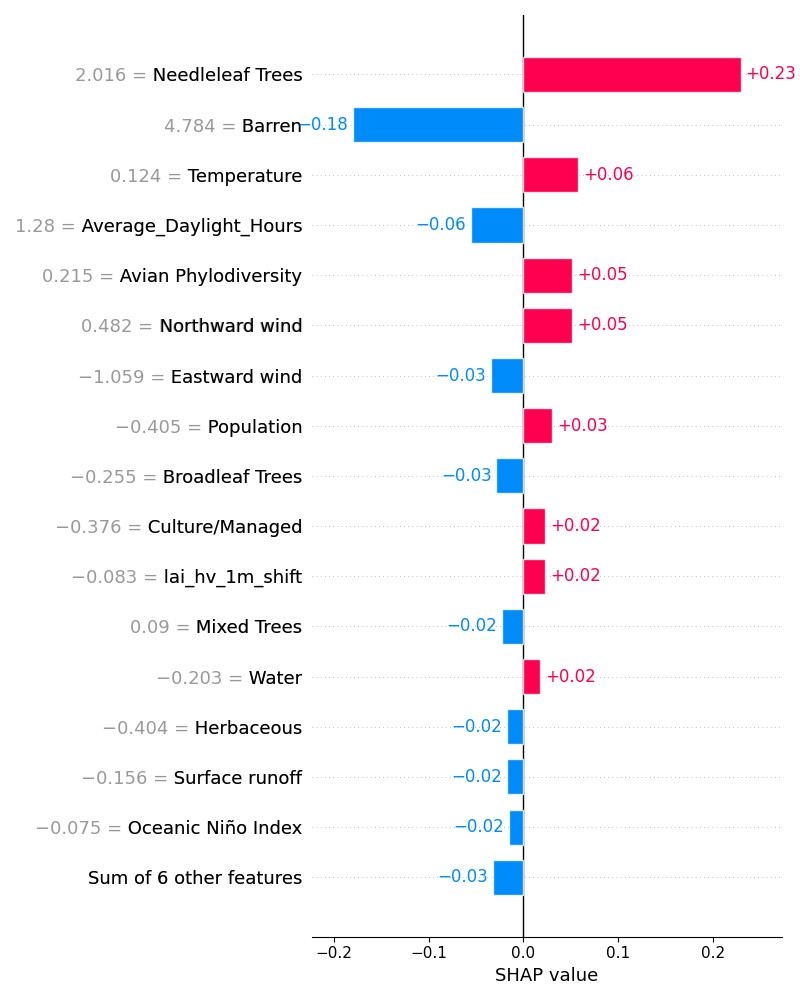 2.016 = Needleleaf Trees +0.23
4.784 = Barren −0.18
0.124 = Temperature +0.06
1.28 = Average_Daylight_Hours −0.06
0.215 = Avian Phylodiversity +0.05
0.482 = Northward wind +0.05
−1.059 = Eastward wind −0.03
−0.405 = Population +0.03
−0.255 = Broadleaf Trees −0.03
−0.376 = Culture/Managed +0.02
−0.083 = lai_hv_1m_shift +0.02
0.09 = Mixed Trees −0.02
−0.203 = Water +0.02
−0.404 = Herbaceous −0.02
−0.156 = Surface runoff −0.02
−0.075 = Oceanic Niño Index −0.02
Sum of 6 other features −0.03
−0.2 −0.1 0.0 0.1 0.2
SHAP value